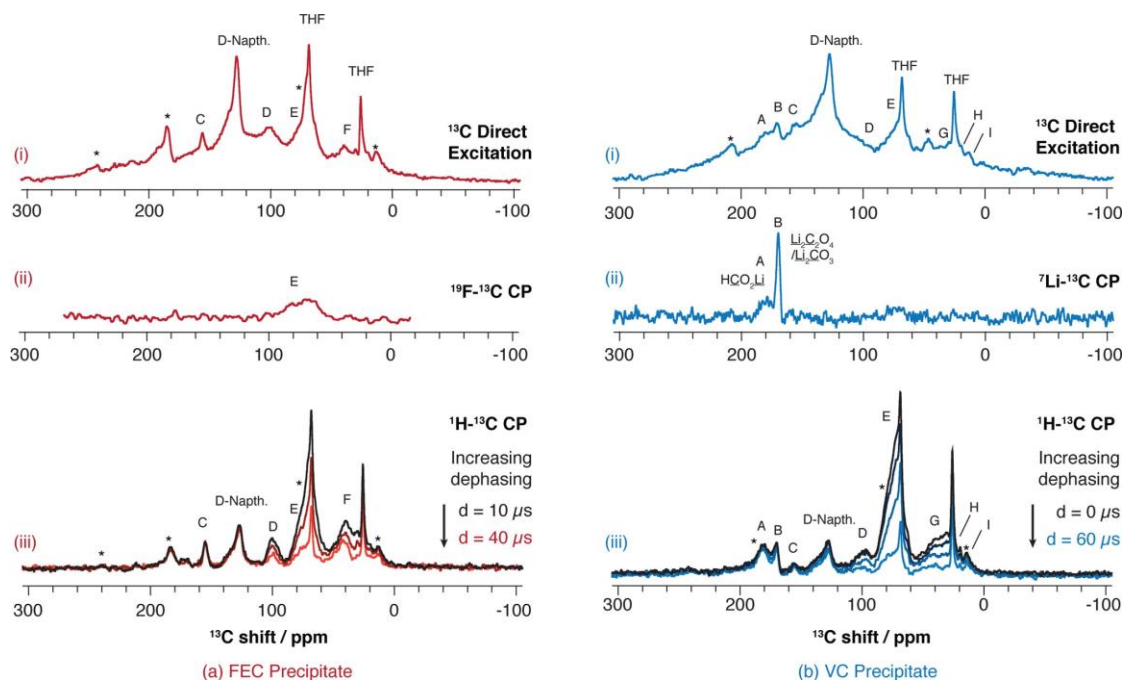 THF
D-Napth.
*
THF
*
C
D
E
F
*
*
(i)
¹³C Direct
Excitation
300
200
100
0
-100
(ii)
E
¹⁹F-¹³C CP
300
200
100
0
-100
¹H-¹³C CP
Increasing
dephasing
d = 10 µs
d = 40 µs
*
D-Napth.
E
F
C
D
*
*
*
(iii)
300
200
100
0
-100
¹³C shift / ppm
(a) FEC Precipitate
D-Napth.
THF
THF
E
B
A
C
H
D
*
G
I
*
(i)
¹³C Direct
Excitation
300
200
100
0
-100
B
Li₂C₂O₄
/Li₂CO₃
A
HCO₂Li
(ii)
⁷Li-¹³C CP
300
200
100
0
-100
¹H-¹³C CP
Increasing
dephasing
d = 0 µs
d = 60 µs
E
*
D-Napth.
G
H
I
A
B
D
*
C
*
(iii)
300
200
100
0
-100
¹³C shift / ppm
(b) VC Precipitate